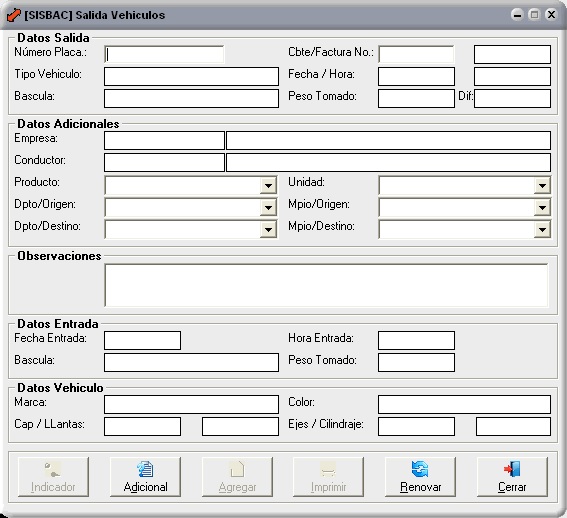 [SISBAC] Salida Vehiculos
Datos Salida
Número Placa.: Cbte/Factura No.:
Tipo Vehiculo: Fecha / Hora:
Bascula: Peso Tomado: Dif:
Datos Adicionales
Empresa:
Conductor:
Producto: Unidad:
Dpto/Origen: Mpio/Origen:
Dpto/Destino: Mpio/Destino:
Observaciones
Datos Entrada
Fecha Entrada: Hora Entrada:
Bascula: Peso Tomado:
Datos Vehiculo
Marca: Color:
Cap / LLantas: Ejes / Cilindraje:
Indicador Adicional Agregar Imprimir Renovar Cerrar